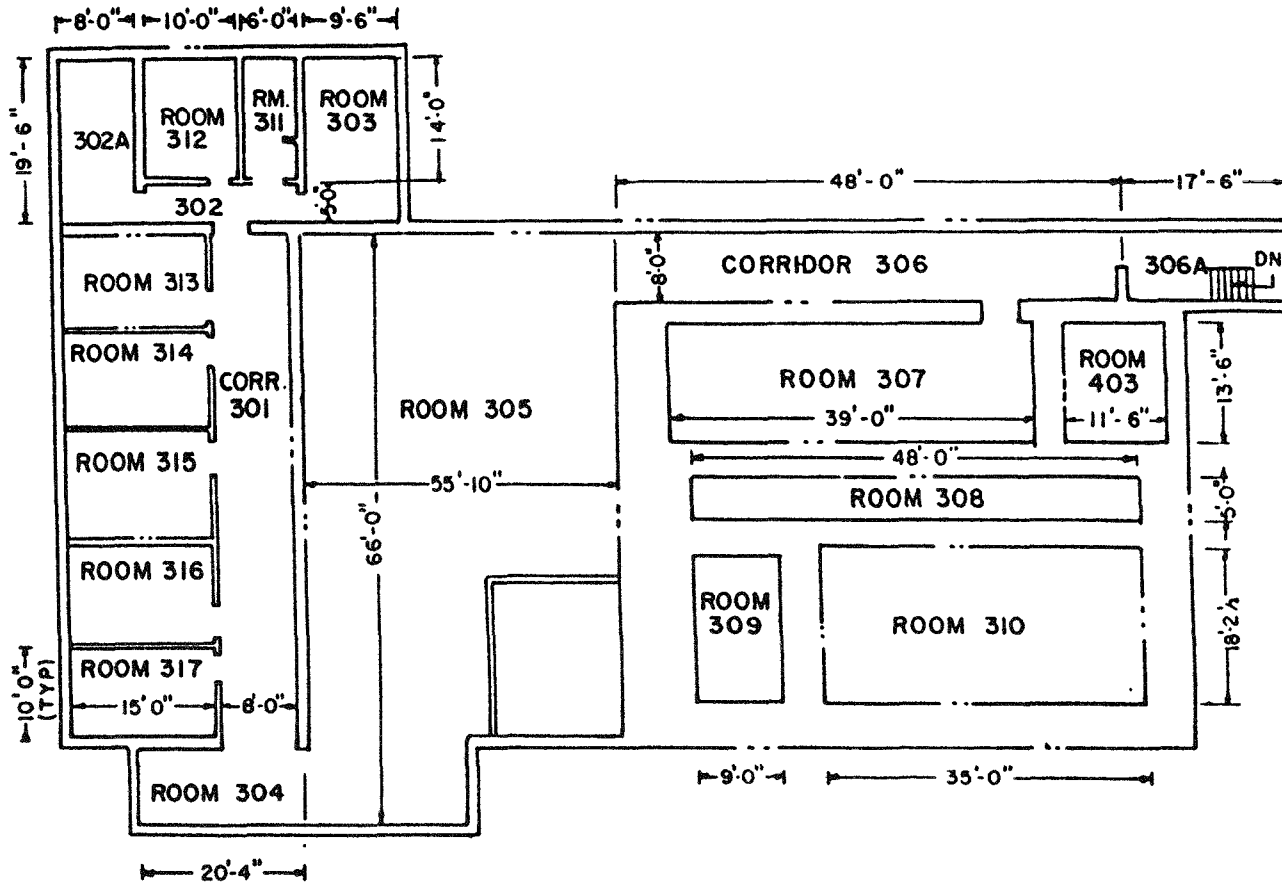 8'-0" 10'-0" 6'-0" 9'-6"
19'-6"
302A
ROOM
312
RM.
311
ROOM
303
14'-0"
302
48'-0" 17'-6"
ROOM 313
8'-0"
CORRIDOR 306
306A
DN
ROOM 314
CORR.
301
ROOM 305
ROOM 307
39'-0"
ROOM
403
11'-6"
13'-6"
ROOM 315
55'-10"
66'-0"
48'-0"
ROOM 308
5'-0"
ROOM 316
ROOM
309
ROOM 310
ROOM 317
10'0"
(TYP)
15'0" 8'-0"
9'-0" 35'-0"
ROOM 304
20'-4"